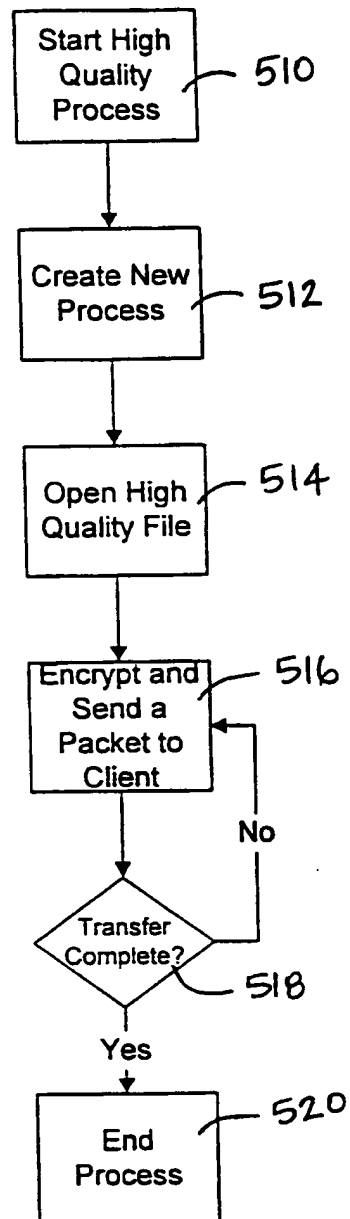 Start High
Quality
Process
510
Create New
Process
512
Open High
Quality File
514
Encrypt and
Send a
Packet to
Client
516
No
Transfer
Complete?
518
Yes
End
Process
520